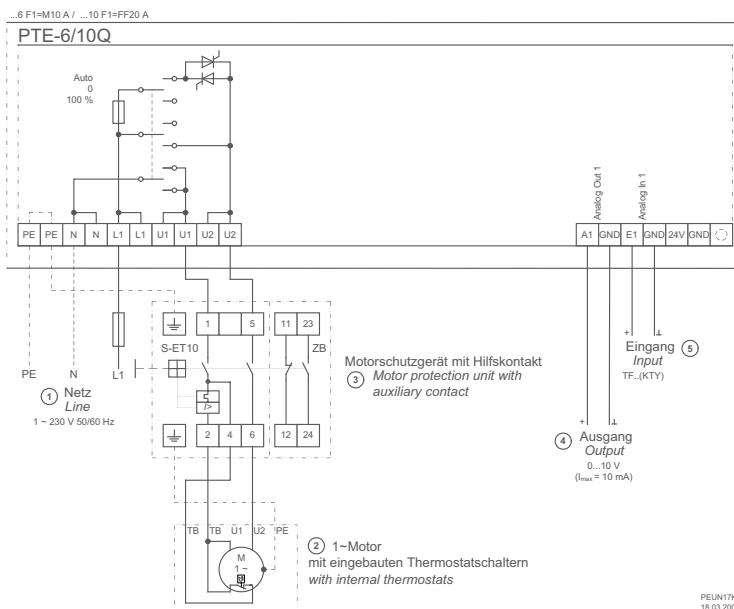 ...6 F1=M10 A / ...10 F1=FF20 A
PTE-6/10Q
Auto
0
100 %
Analog Out 1
Analog In 1
PE PE N N L1 L1 U1 U1 U2 U2
A1 GND E1 GND 24V GND
1 5 11 23
S-ET10 ZB
I>
2 4 6 12 24
PE N L1
1 Netz
Line
1 ~ 230 V 50/60 Hz
Motorschutzgerät mit Hilfskontakt
3 Motor protection unit with
auxiliary contact
+ ⊥
Eingang 5
Input
TF..(KTY)
+ ⊥
4 Ausgang
Output
0...10 V
(Imax = 10 mA)
TB TB U1 U2 PE
M
1 ~
2 1~Motor
mit eingebauten Thermostatschaltern
with internal thermostats